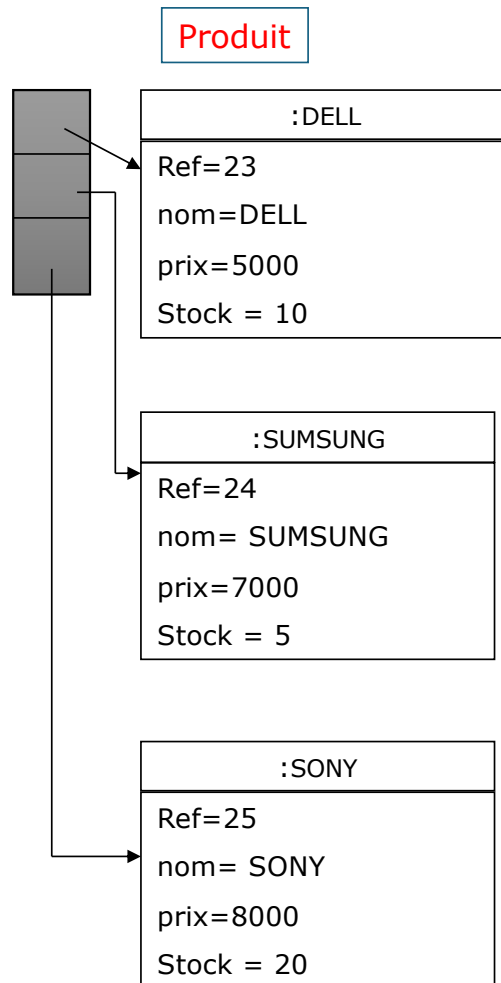 Produit
:DELL
Ref=23
nom=DELL
prix=5000
Stock = 10
:SUMSUNG
Ref=24
nom= SUMSUNG
prix=7000
Stock = 5
:SONY
Ref=25
nom= SONY
prix=8000
Stock = 20